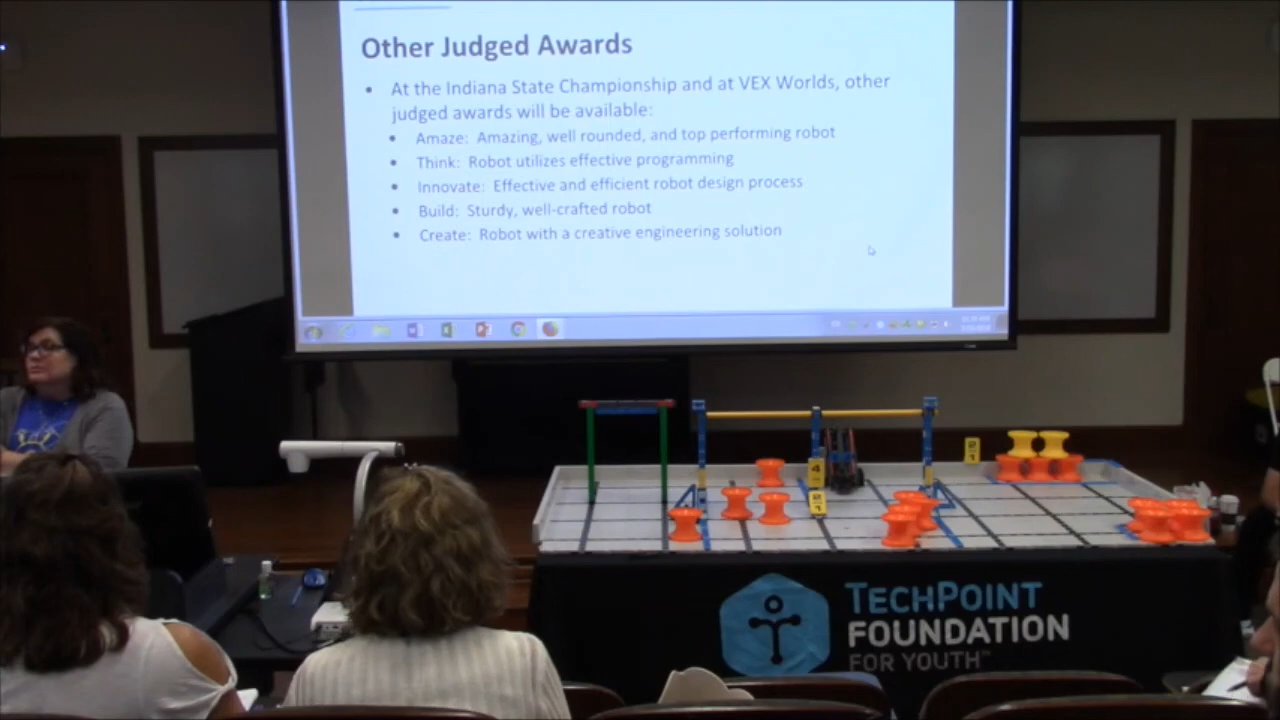 Other Judged Awards
• At the Indiana State Championship and at VEX Worlds, other
judged awards will be available:
• Amaze: Amazing, well rounded, and top performing robot
• Think: Robot utilizes effective programming
• Innovate: Effective and efficient robot design process
• Build: Sturdy, well-crafted robot
• Create: Robot with a creative engineering solution
4
TECHPOINT
FOUNDATION
FOR YOUTH™